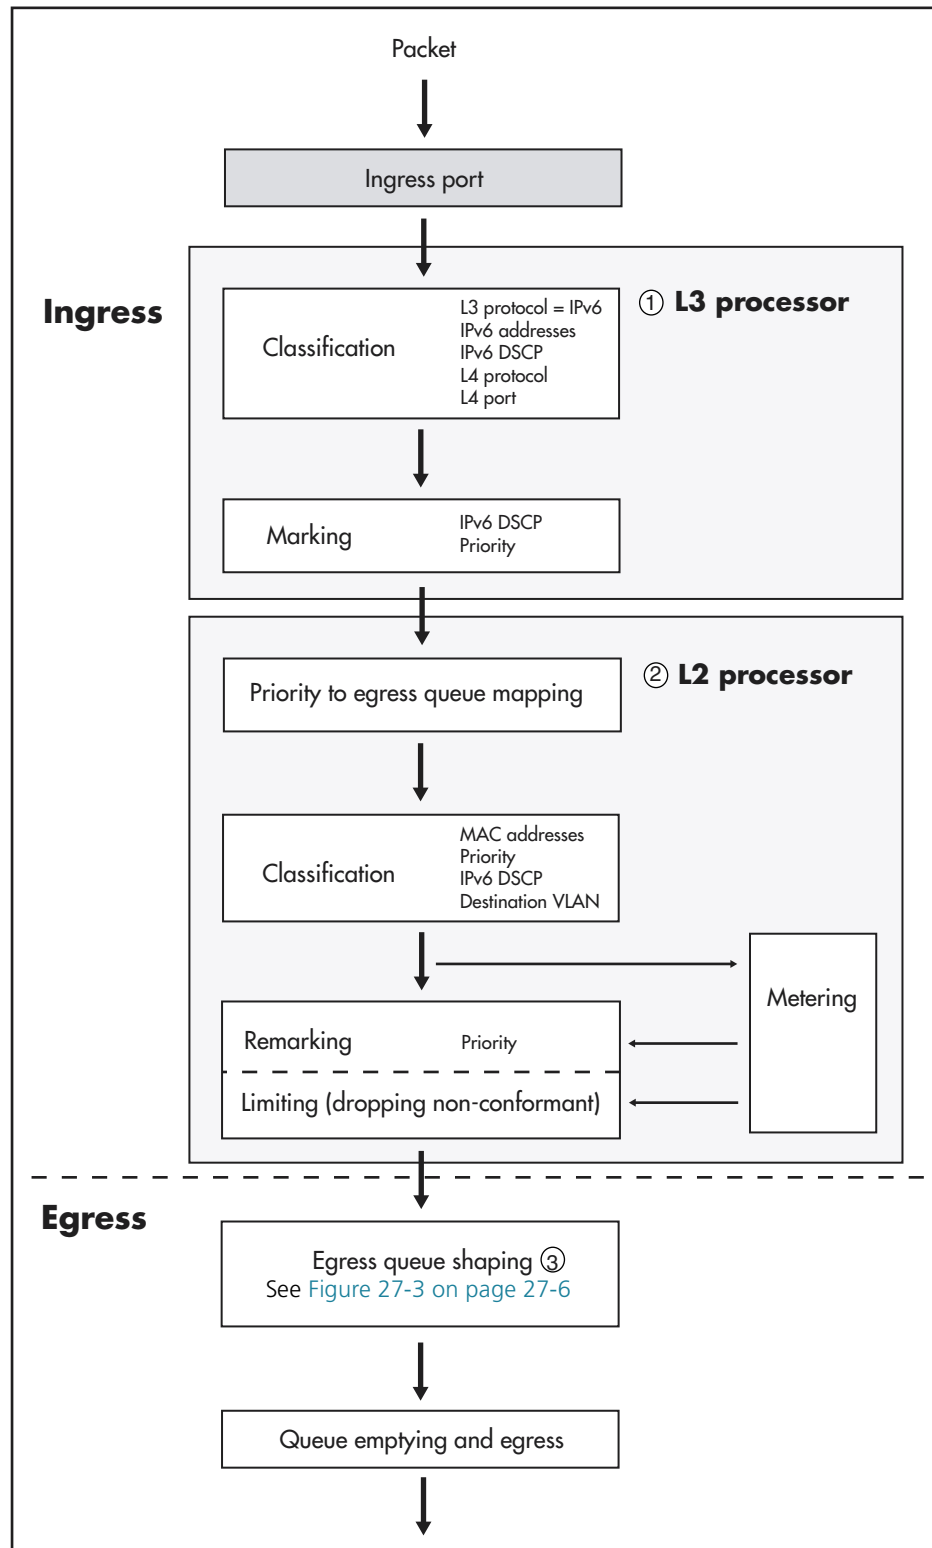 Packet
Ingress port
Ingress
① L3 processor
Classification
L3 protocol = IPv6
IPv6 addresses
IPv6 DSCP
L4 protocol
L4 port
Marking
IPv6 DSCP
Priority
② L2 processor
Priority to egress queue mapping
Classification
MAC addresses
Priority
IPv6 DSCP
Destination VLAN
Metering
Remarking
Priority
Limiting (dropping non-conformant)
Egress
Egress queue shaping ③
See Figure 27-3 on page 27-6
Queue emptying and egress